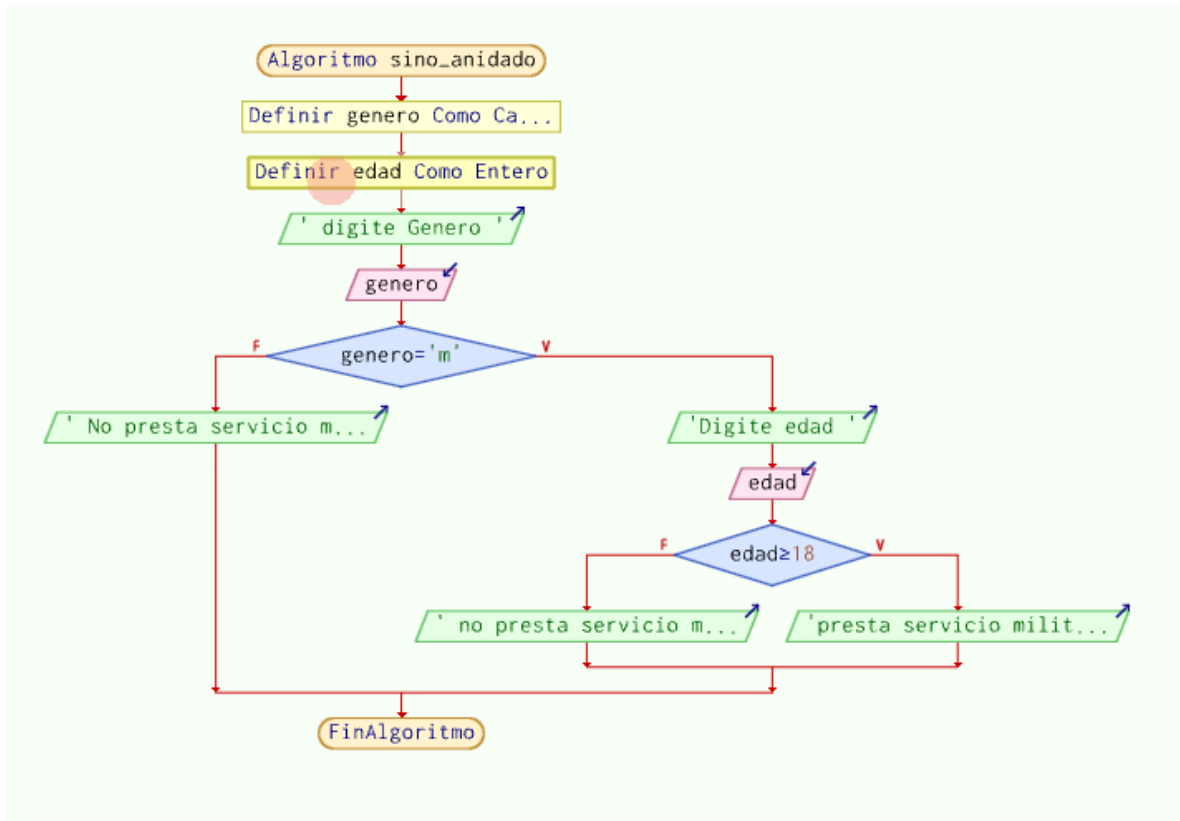 Algoritmo sino_anidado
Definir genero Como Ca...
Definir edad Como Entero
' digite Genero '
genero
F
genero='m'
V
' No presta servicio m...
'Digite edad '
edad
F
edad≥18
V
' no presta servicio m...
'presta servicio milit...
FinAlgoritmo